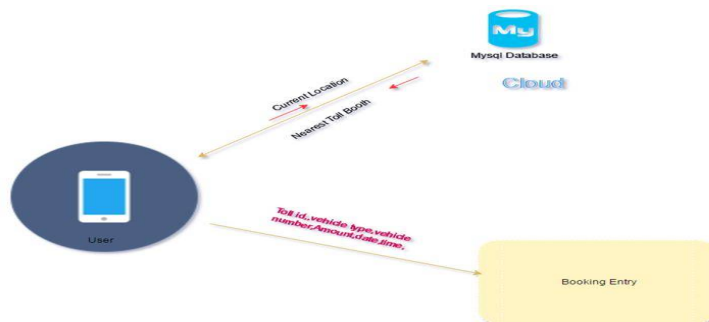 My
Mysql Database
Cloud
Current Location
Nearest Toll Booth
User
Toll id,,vehicle type,vehicle
number,Amount,date,time,
Booking Entry